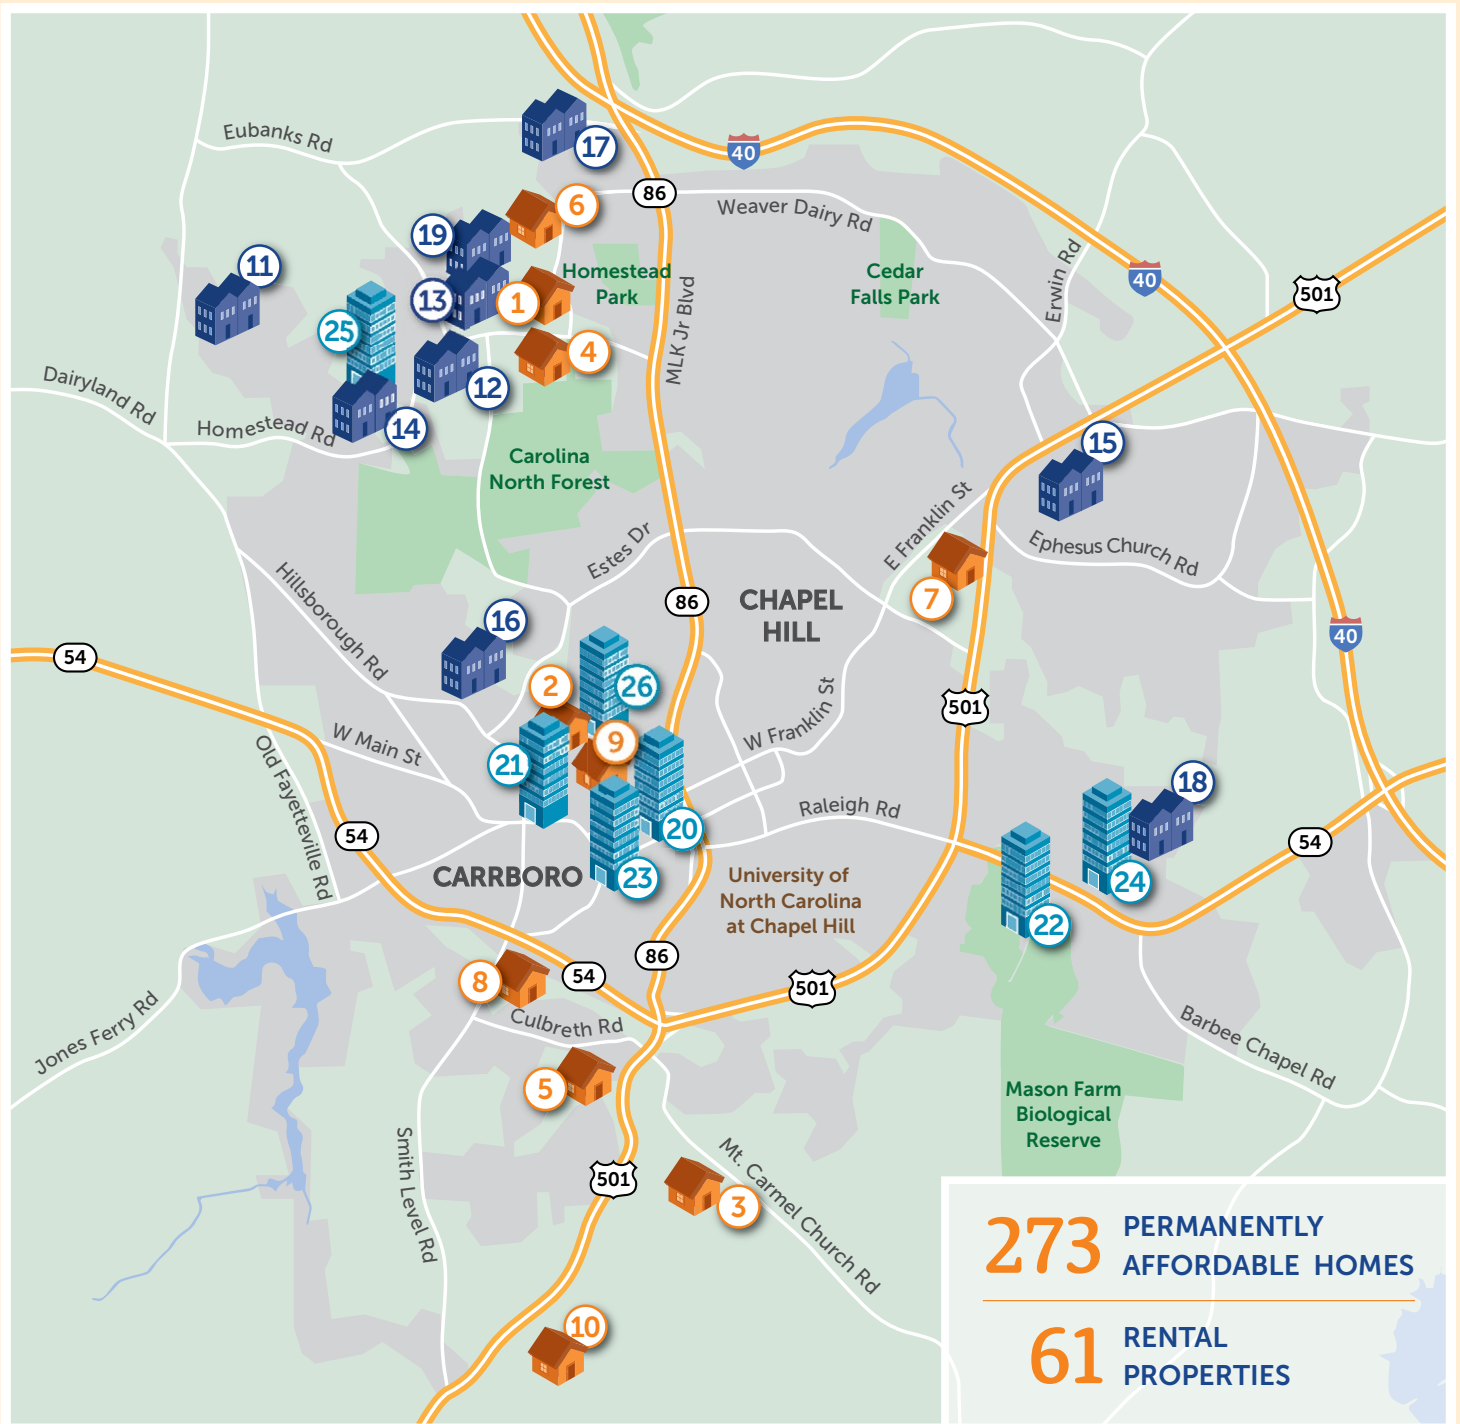 Eubanks Rd
17
40
86
6
Weaver Dairy Rd
19
11
Homestead
Park
Cedar
Falls Park
Erwin Rd
40
501
13
1
25
MLK Jr Blvd
4
12
Dairyland Rd
Homestead Rd
14
15
Carolina
North Forest
E Franklin St
Ephesus Church Rd
Estes Dr
Hillsborough Rd
7
86
CHAPEL
HILL
16
40
54
2
26
501
W Franklin St
W Main St
9
21
18
Old Fayetteville Rd
54
20
Raleigh Rd
54
CARRBORO
23
University of
North Carolina
at Chapel Hill
24
22
86
8
54
501
Jones Ferry Rd
Culbreth Rd
Barbee Chapel Rd
5
Mason Farm
Biological
Reserve
Smith Level Rd
501
3
Mt. Carmel Church Rd
10
273
PERMANENTLY
AFFORDABLE HOMES
61
RENTAL
PROPERTIES